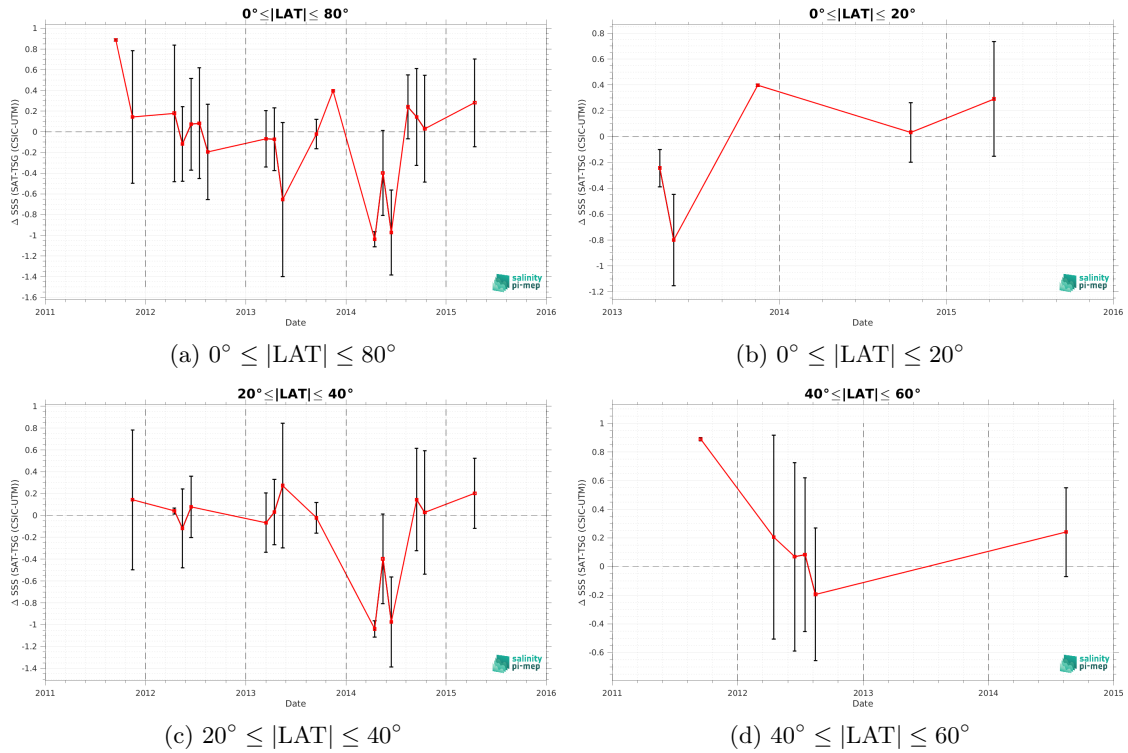 0°≤|LAT|≤ 80°
1
0.8
0.6
0.4
0.2
0
-0.2
-0.4
-0.6
-0.8
-1
-1.2
-1.4
-1.6
Δ SSS (SAT-TSG (CSIC-UTM))
2011 2012 2013 2014 2015 2016
Date
salinity
pi-mep
(a) 0° ≤ |LAT| ≤ 80°
0°≤|LAT|≤ 20°
0.8
0.6
0.4
0.2
0
-0.2
-0.4
-0.6
-0.8
-1
-1.2
Δ SSS (SAT-TSG (CSIC-UTM))
2013 2014 2015 2016
Date
salinity
pi-mep
(b) 0° ≤ |LAT| ≤ 20°
20°≤|LAT|≤ 40°
1
0.8
0.6
0.4
0.2
0
-0.2
-0.4
-0.6
-0.8
-1
-1.2
-1.4
Δ SSS (SAT-TSG (CSIC-UTM))
2011 2012 2013 2014 2015 2016
Date
salinity
pi-mep
(c) 20° ≤ |LAT| ≤ 40°
40°≤|LAT|≤ 60°
1
0.8
0.6
0.4
0.2
0
-0.2
-0.4
-0.6
Δ SSS (SAT-TSG (CSIC-UTM))
2011 2012 2013 2014 2015
Date
salinity
pi-mep
(d) 40° ≤ |LAT| ≤ 60°